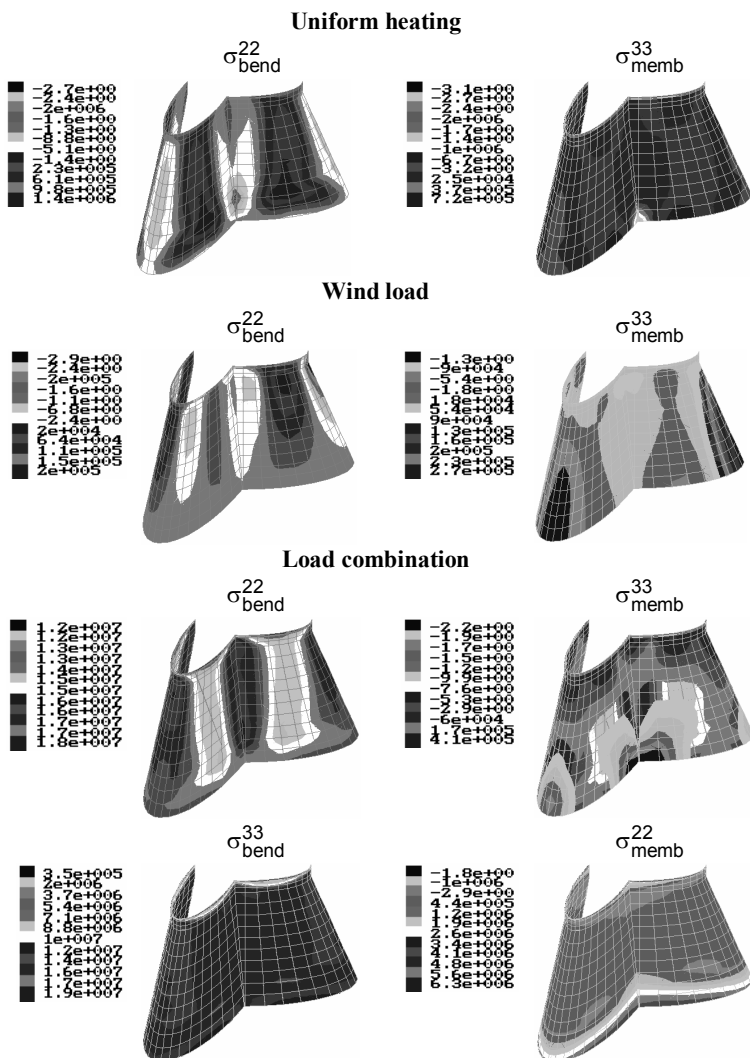 Uniform heating
σ22bend
-2.7e+00
-2.4e+00
-2e+006
-1.6e+00
-1.3e+00
-8.8e+00
-5.1e+00
-1.4e+00
2.3e+005
6.1e+005
9.8e+005
1.4e+006
σ33memb
-3.1e+00
-2.7e+00
-2.4e+00
-2e+006
-1.7e+00
-1.4e+00
-1e+006
-6.7e+00
-3.2e+00
2.5e+004
3.7e+005
7.2e+005
Wind load
σ22bend
-2.9e+00
-2.4e+00
-2e+005
-1.6e+00
-1.1e+00
-6.8e+00
-2.4e+00
2e+004
6.4e+004
1.1e+005
1.5e+005
2e+005
σ33memb
-1.3e+00
-9e+004
-5.4e+00
-1.8e+00
1.8e+004
5.4e+004
9e+004
1.3e+005
1.6e+005
2e+005
2.3e+005
2.7e+005
Load combination
σ22bend
1.2e+007
1.2e+007
1.3e+007
1.3e+007
1.4e+007
1.5e+007
1.5e+007
1.6e+007
1.6e+007
1.7e+007
1.7e+007
1.8e+007
σ33memb
-2.2e+00
-1.9e+00
-1.7e+00
-1.5e+00
-1.2e+00
-9.9e+00
-7.6e+00
-5.3e+00
-2.9e+00
-6e+004
1.7e+005
4.1e+005
σ33bend
3.5e+005
2e+006
3.7e+006
5.4e+006
7.1e+006
8.8e+006
1e+007
1.2e+007
1.4e+007
1.6e+007
1.7e+007
1.9e+007
σ22memb
-1.8e+00
-1e+006
-2.9e+00
4.4e+005
1.2e+006
1.9e+006
2.6e+006
3.4e+006
4.1e+006
4.8e+006
5.6e+006
6.3e+006